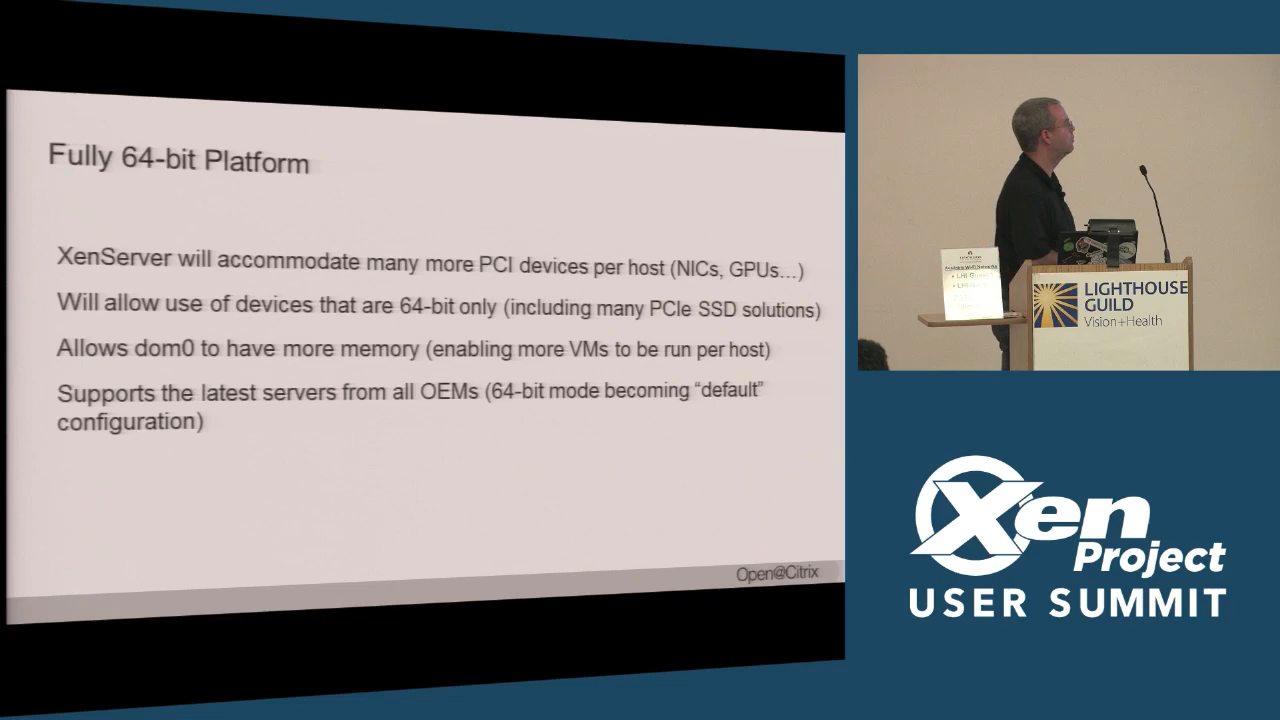 Fully 64-bit Platform
XenServer will accommodate many more PCI devices per host (NICs, GPUs...)
Will allow use of devices that are 64-bit only (including many PCIe SSD solutions)
Allows dom0 to have more memory (enabling more VMs to be run per host)
Supports the latest servers from all OEMs (64-bit mode becoming “default”
configuration)
Open@Citrix
LIGHTHOUSE
GUILD
Vision+Health
Xen
Project
USER SUMMIT